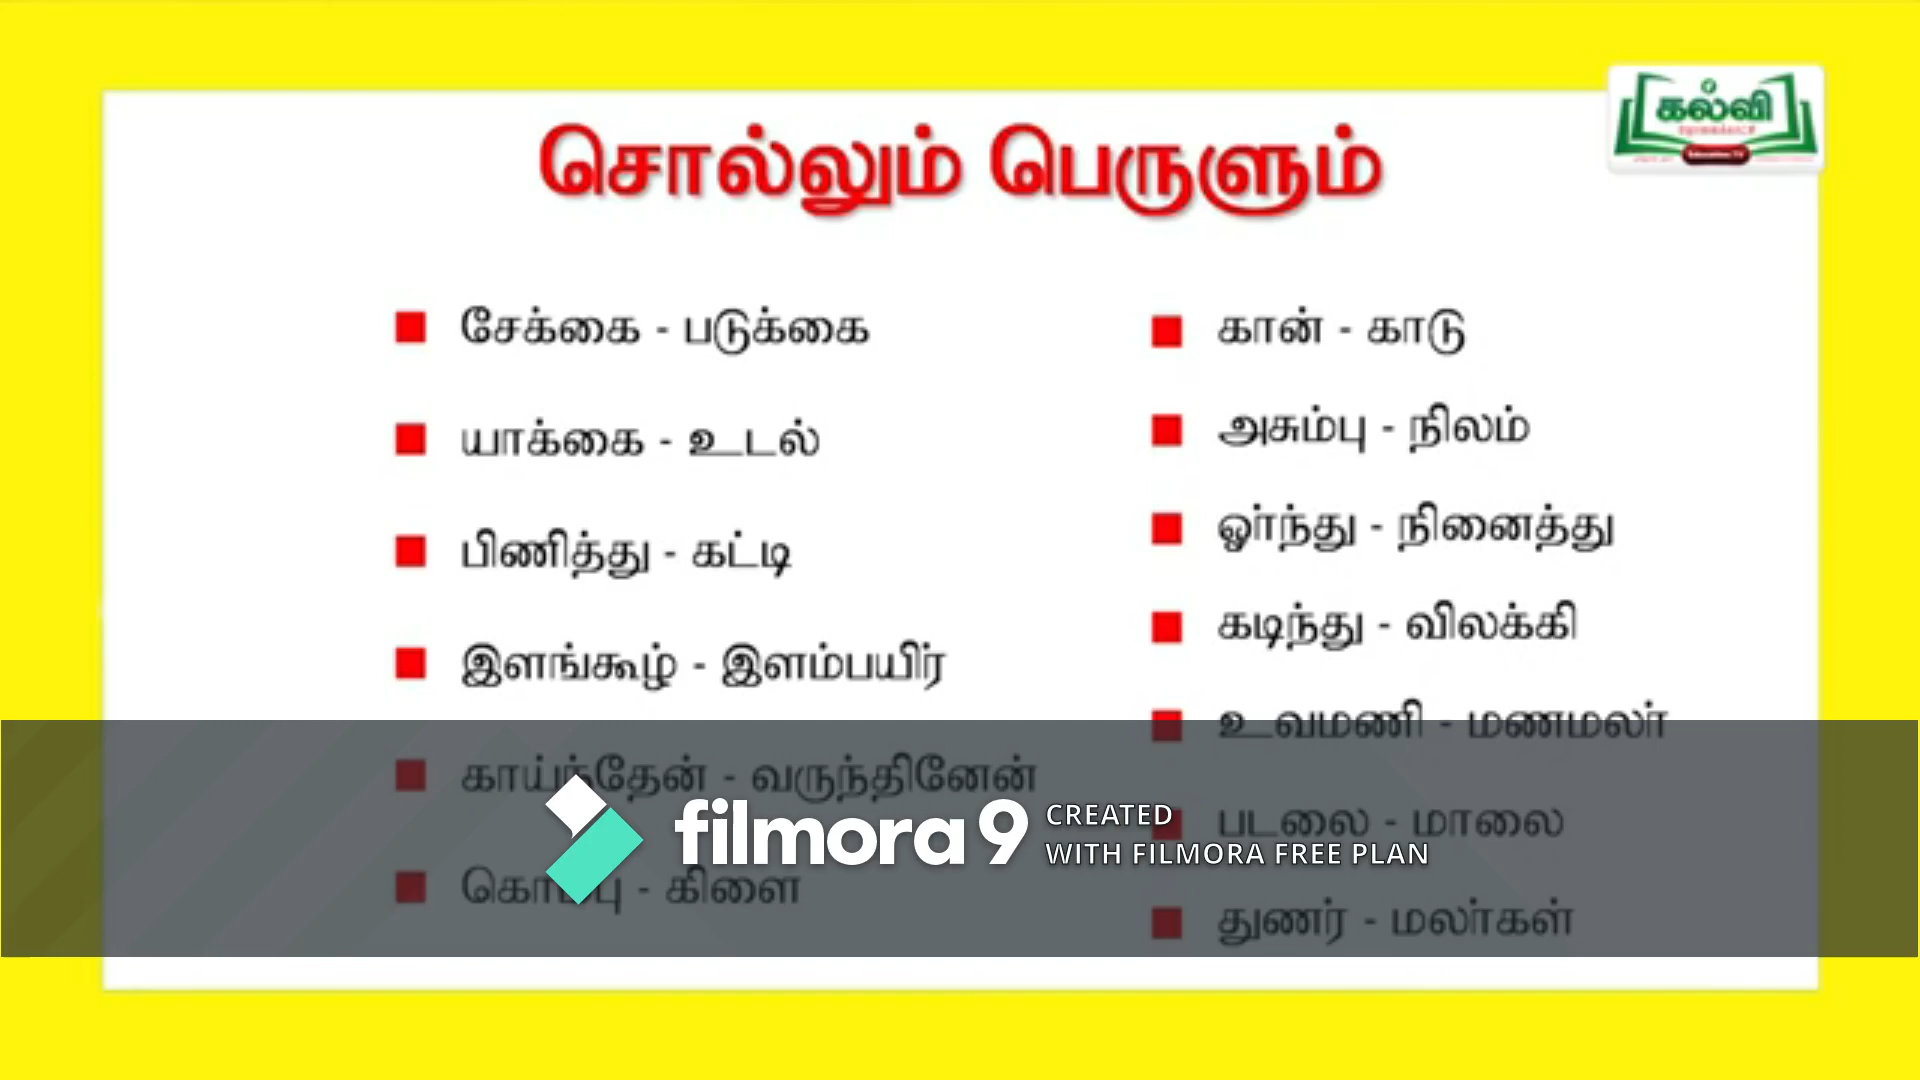 கல்வி
சொல்லும் பெருளும்
சேக்கை - படுக்கை
யாக்கை - உடல்
பிணித்து - கட்டி
இளங்கூழ் - இளம்பயிர்
காய்ந்தேன் - வருந்தினேன்
கொம்பு - கிளை
கான் - காடு
அசும்பு - நிலம்
ஓர்ந்து - நினைத்து
கடிந்து - விலக்கி
உவமணி - மணமலர்
படலை - மாலை
துணர் - மலர்கள்
filmora 9
CREATED
WITH FILMORA FREE PLAN